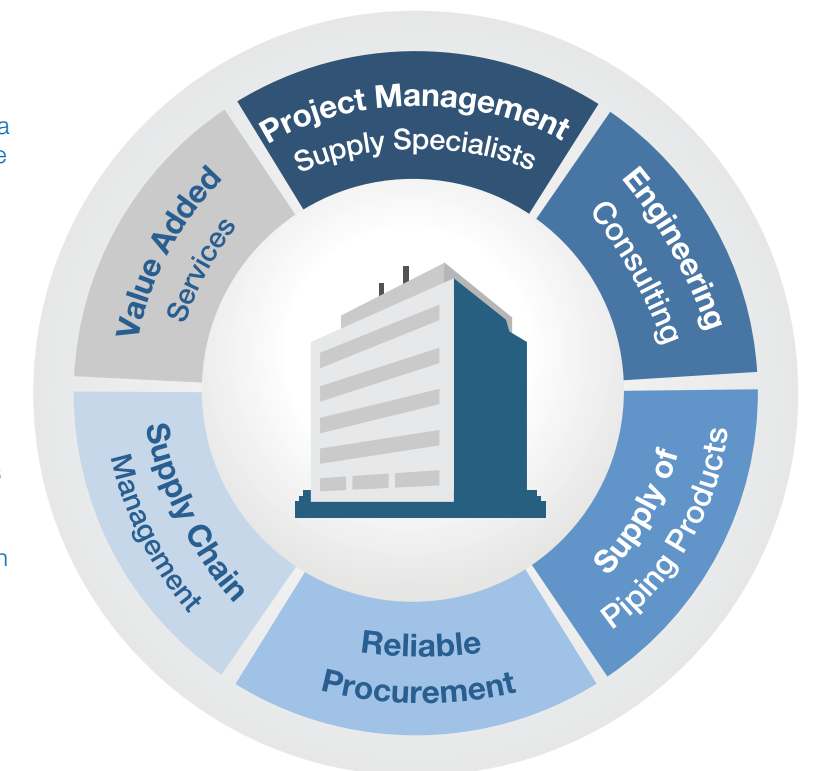 Project Management
Supply Specialists
Engineering
Consulting
Supply of
Piping Products
Reliable
Procurement
Supply Chain
Management
Value Added
Services
a
e
s
n